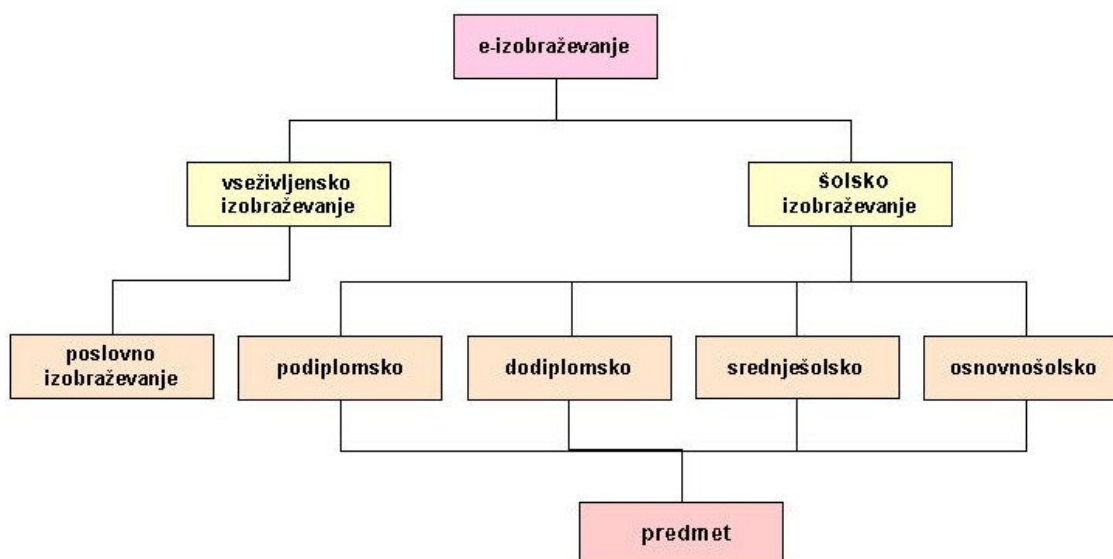 e-izobraževanje
vseživljensko
izobraževanje
šolsko
izobraževanje
poslovno
izobraževanje
podiplomsko
dodiplomsko
srednješolsko
osnovnošolsko
predmet